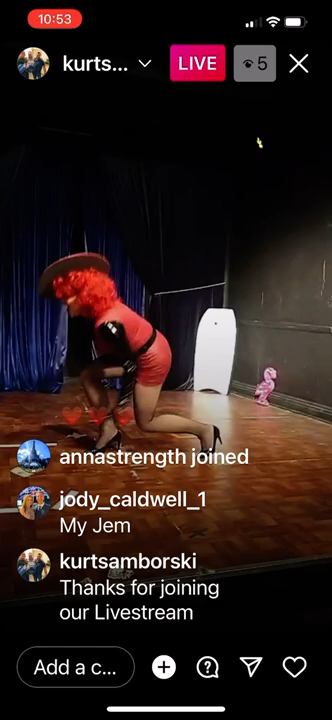 10:53
kurts...
LIVE
5
annastrength joined
jody_caldwell_1
My Jem
kurtsamborski
Thanks for joining
our Livestream
Add a c...